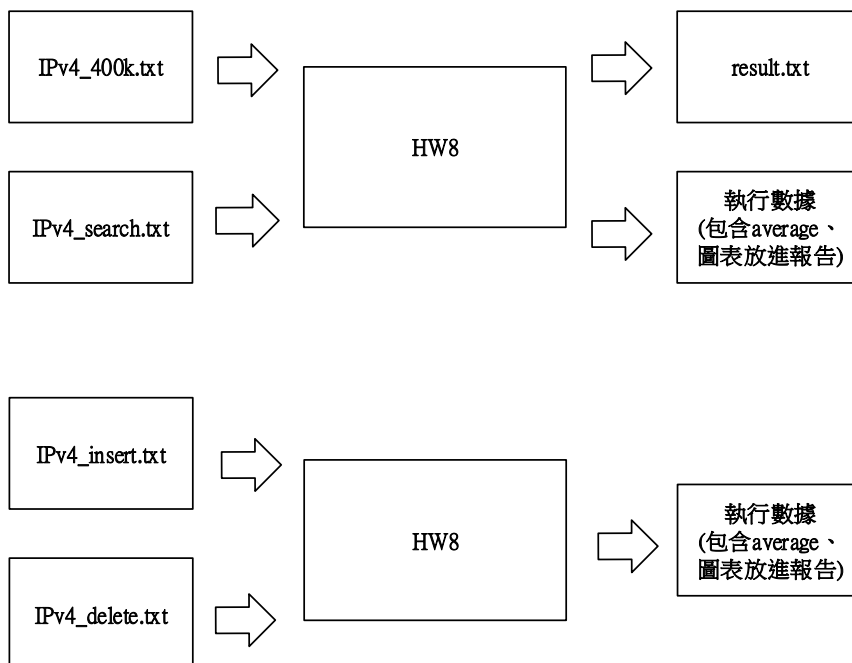 IPv4_400k.txt
HW8
result.txt
IPv4_search.txt
執行數據
(包含average、
圖表放進報告)
IPv4_insert.txt
HW8
執行數據
(包含average、
圖表放進報告)
IPv4_delete.txt